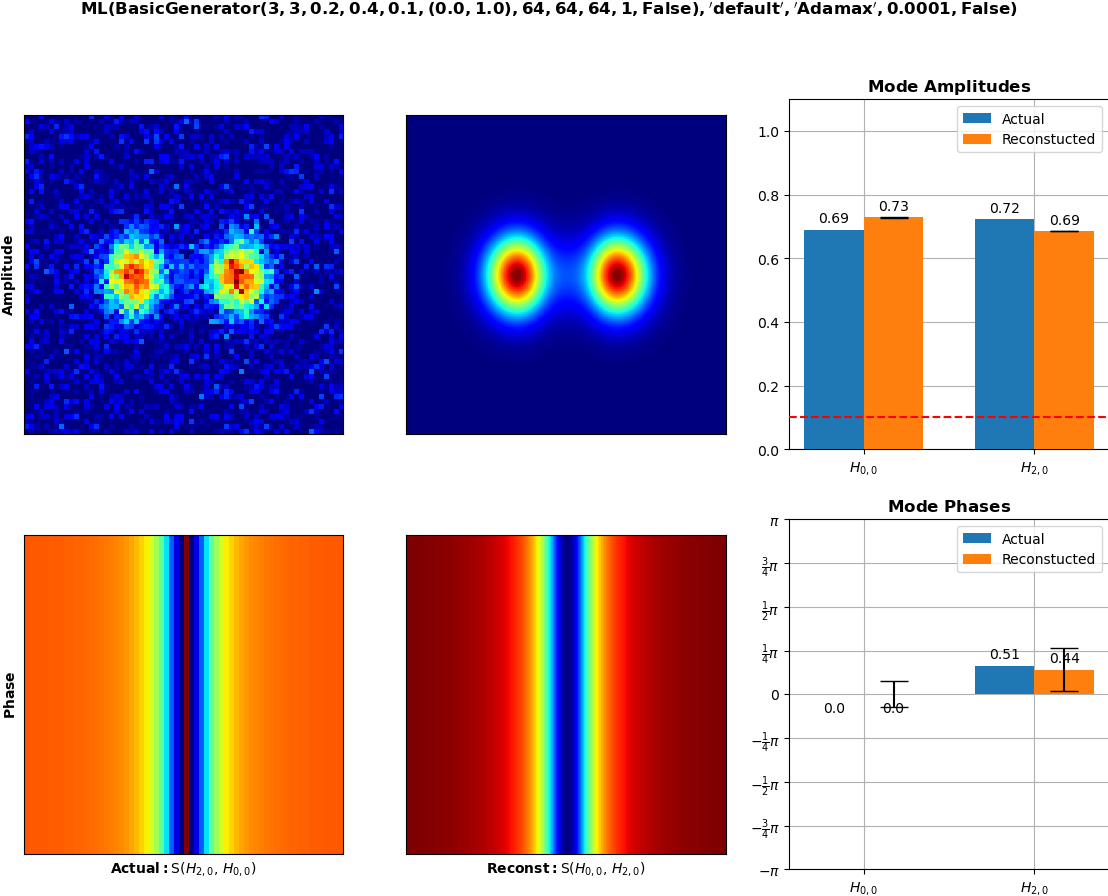 ML(BasicGenerator(3, 3, 0.2, 0.4, 0.1, (0.0, 1.0), 64, 64, 64, 1, False), ′default′, ′Adamax′, 0.0001, False)
Amplitude
Mode Amplitudes
Actual
Reconstucted
1.0
0.8
0.6
0.4
0.2
0.0
0.69
0.73
0.72
0.69
H0,0
H2,0
Phase
Actual: S(H2,0, H0,0)
Reconst: S(H0,0, H2,0)
Mode Phases
Actual
Reconstucted
π
3/4π
1/2π
1/4π
0
−1/4π
−1/2π
−3/4π
−π
0.0
0.0
0.51
0.44
H0,0
H2,0